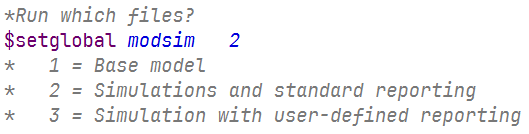 *Run which files?
$setglobal modsim   2
*   1 = Base model
*   2 = Simulations and standard reporting
*   3 = Simulation with user-defined reporting